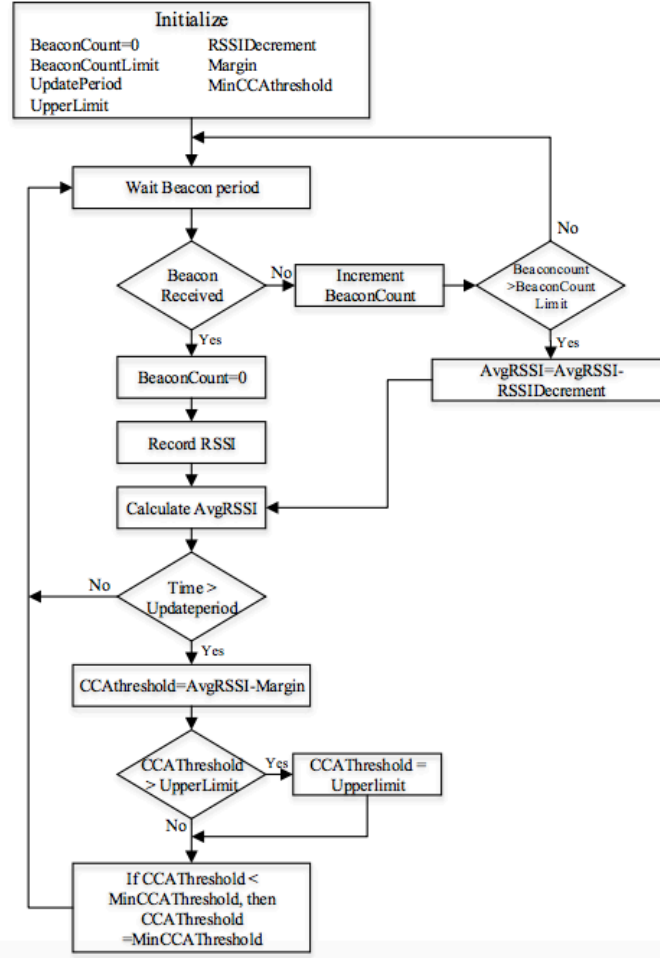 Initialize
BeaconCount=0
BeaconCountLimit
UpdatePeriod
UpperLimit
RSSIDecrement
Margin
MinCCAthreshold
Wait Beacon period
Beacon
Received
No
Increment
BeaconCount
Beaconcount
>BeaconCount
Limit
No
Yes
AvgRSSI=AvgRSSI-
RSSIDecrement
Yes
BeaconCount=0
Record RSSI
Calculate AvgRSSI
Time >
Updateperiod
No
Yes
CCAthreshold=AvgRSSI-Margin
CCAThreshold
> UpperLimit
Yes
CCAThreshold =
Upperlimit
No
If CCAThreshold <
MinCCAThreshold, then
CCAThreshold
=MinCCAThreshold